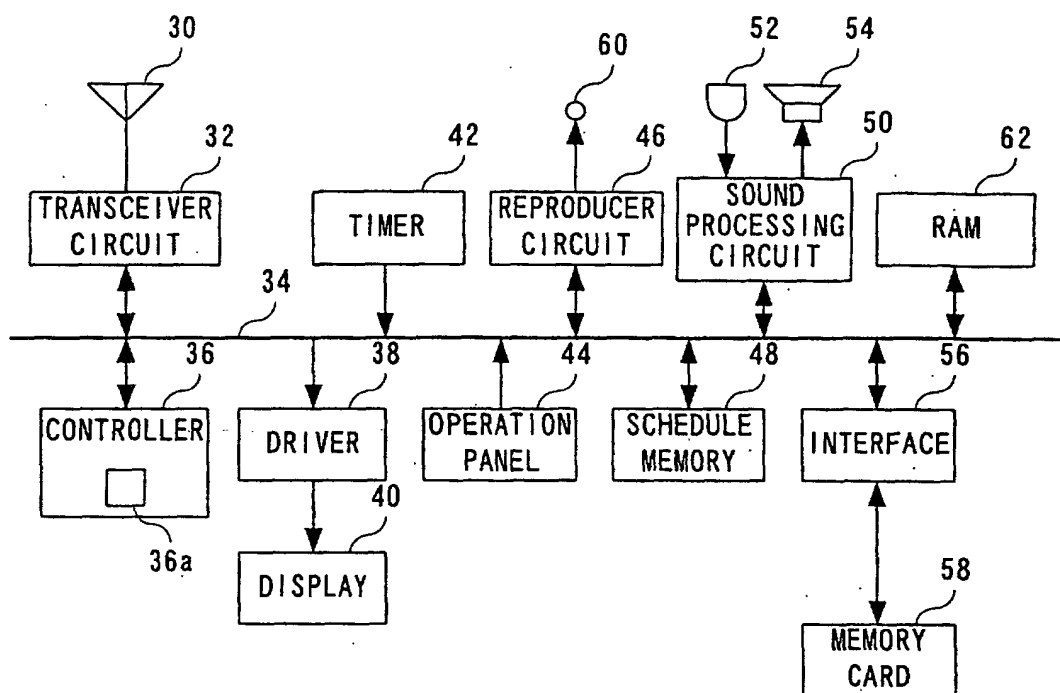 30
60
52
54
32
42
46
50
62
TRANSCEIVER
CIRCUIT
TIMER
REPRODUCER
CIRCUIT
SOUND
PROCESSING
CIRCUIT
RAM
34
36
38
44
48
56
CONTROLLER
DRIVER
OPERATION
PANEL
SCHEDULE
MEMORY
INTERFACE
36a
40
DISPLAY
58
MEMORY
CARD